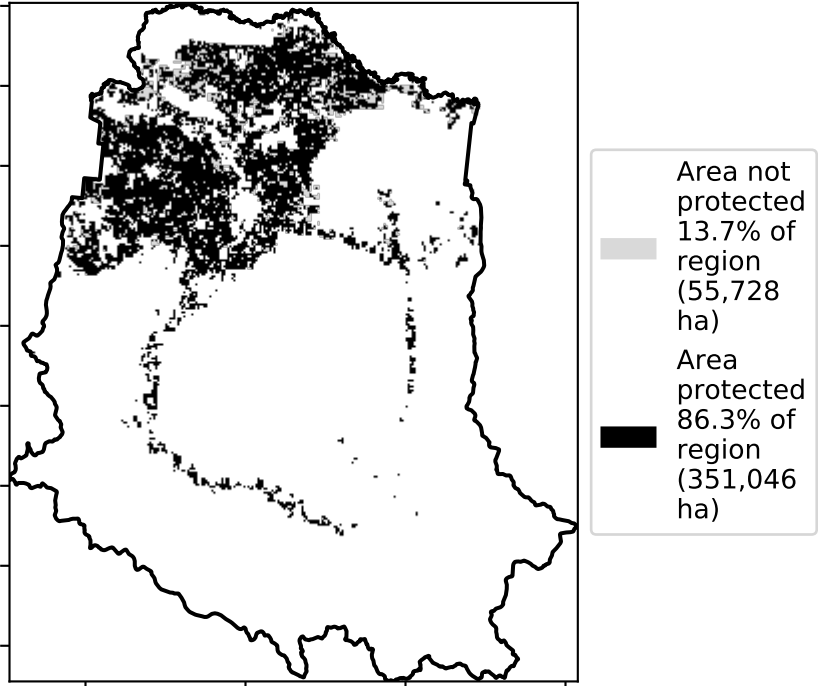 Area not
protected
13.7% of
region
(55,728
ha)
Area
protected
86.3% of
region
(351,046
ha)